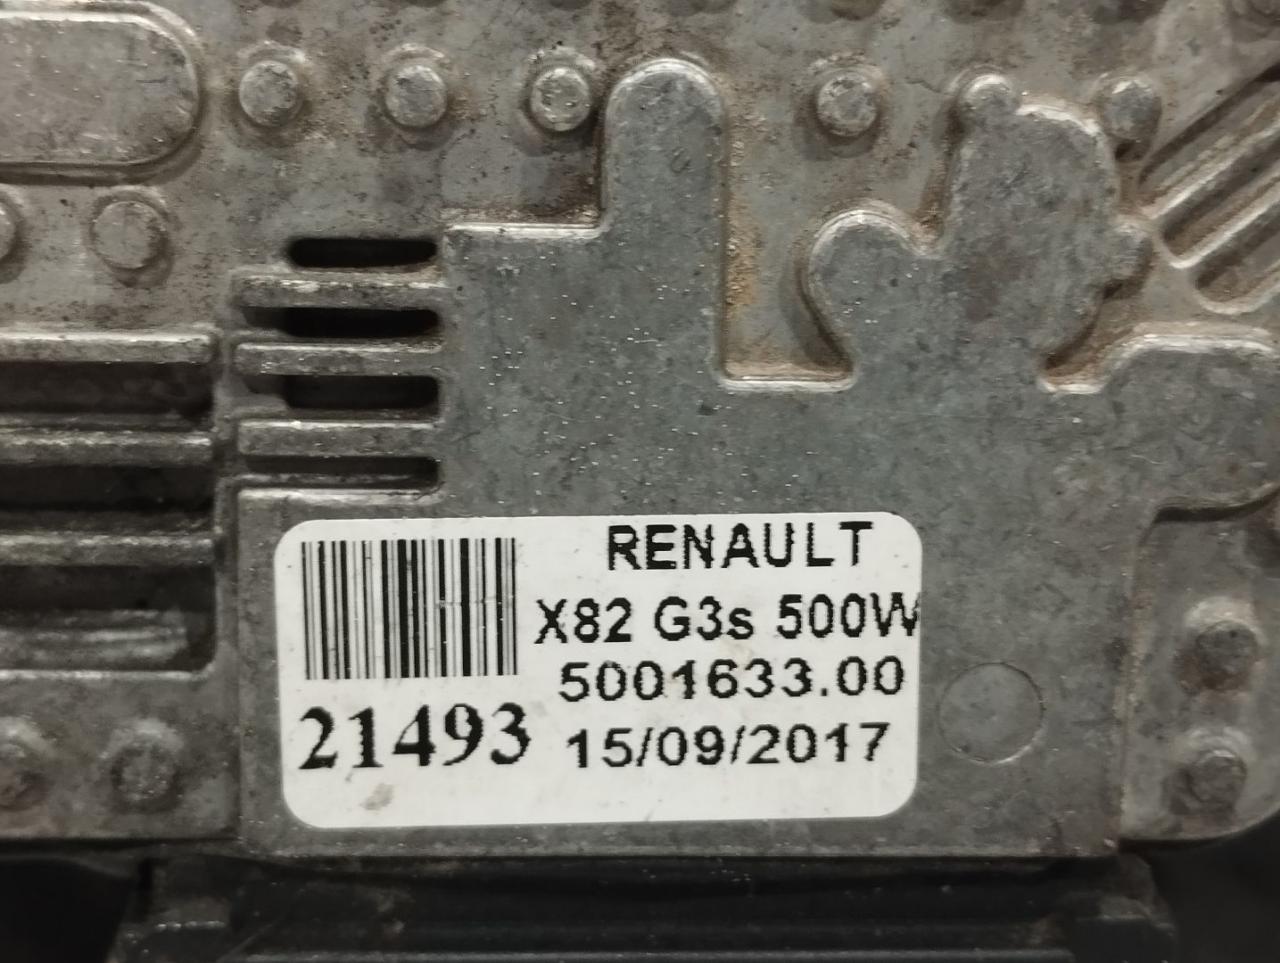 RENAULT
X82 G3s 500W
5001633.00
21493 15/09/2017